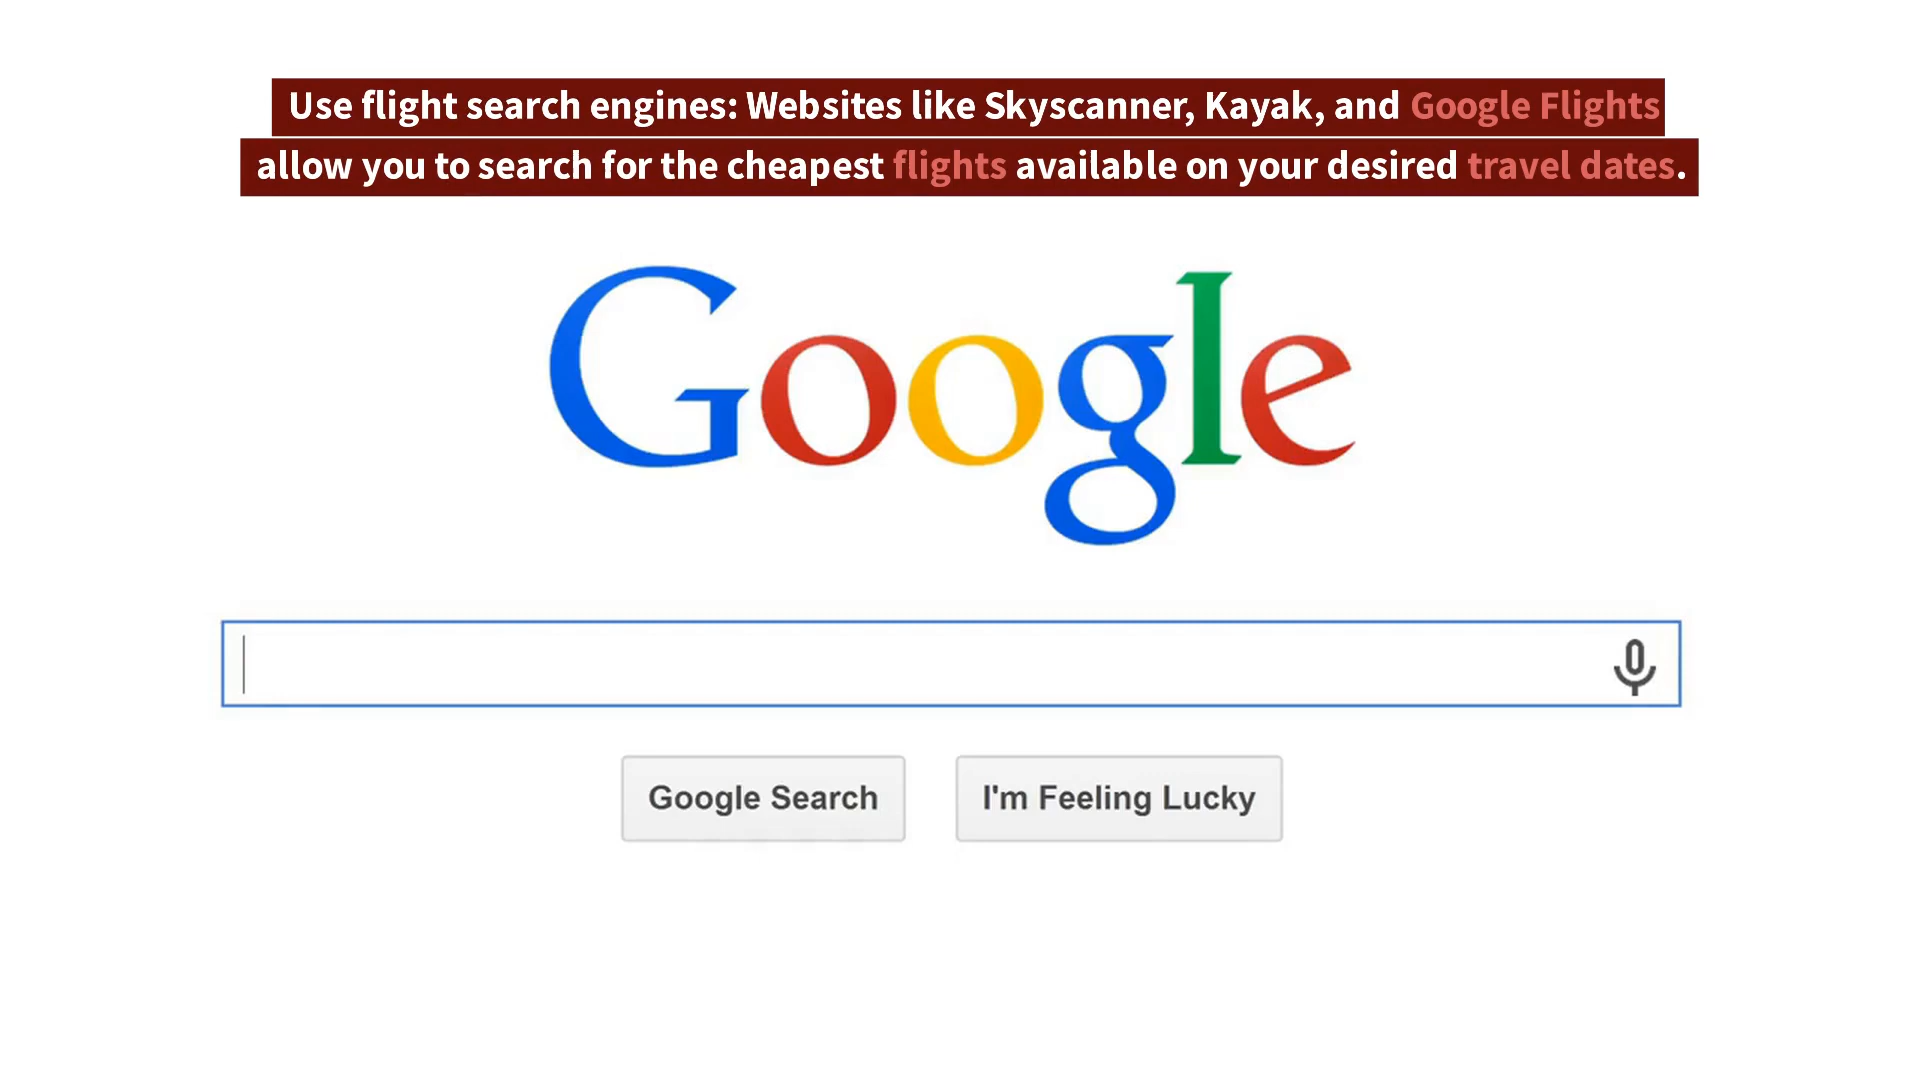 Use flight search engines: Websites like Skyscanner, Kayak, and Google Flights
allow you to search for the cheapest flights available on your desired travel dates.
Google
Google Search
I'm Feeling Lucky